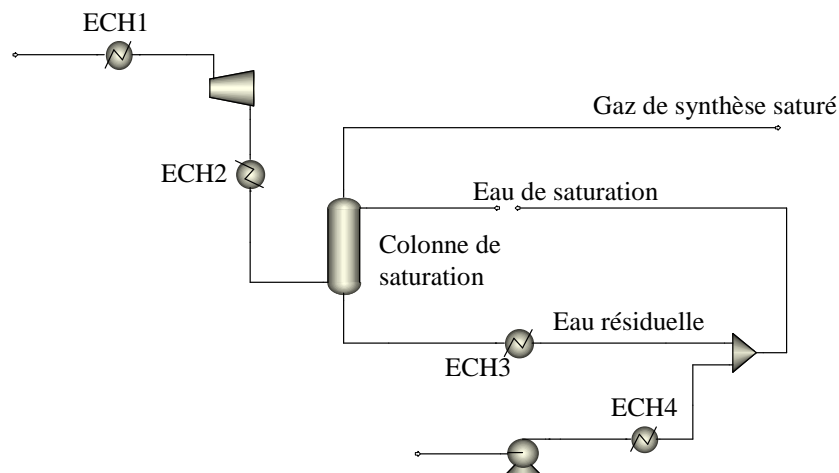 ECH1
Gaz de synthèse saturé
ECH2
Eau de saturation
Colonne de
saturation
Eau résiduelle
ECH3
ECH4